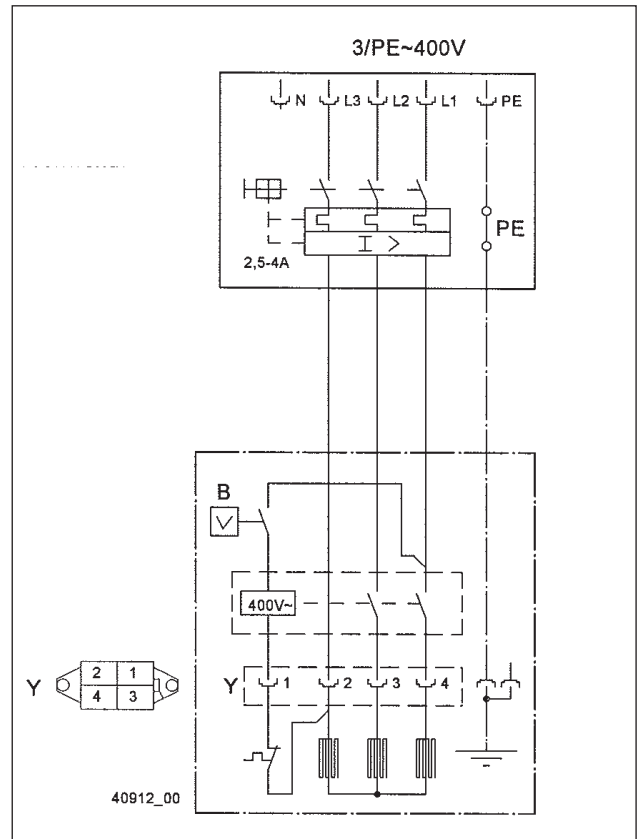 3/PE~400V
N L3 L2 L1 PE
PE
I >
2,5-4A
B
400V~
Y 1 2 3 4
2 1
Y
4 3
40912_00